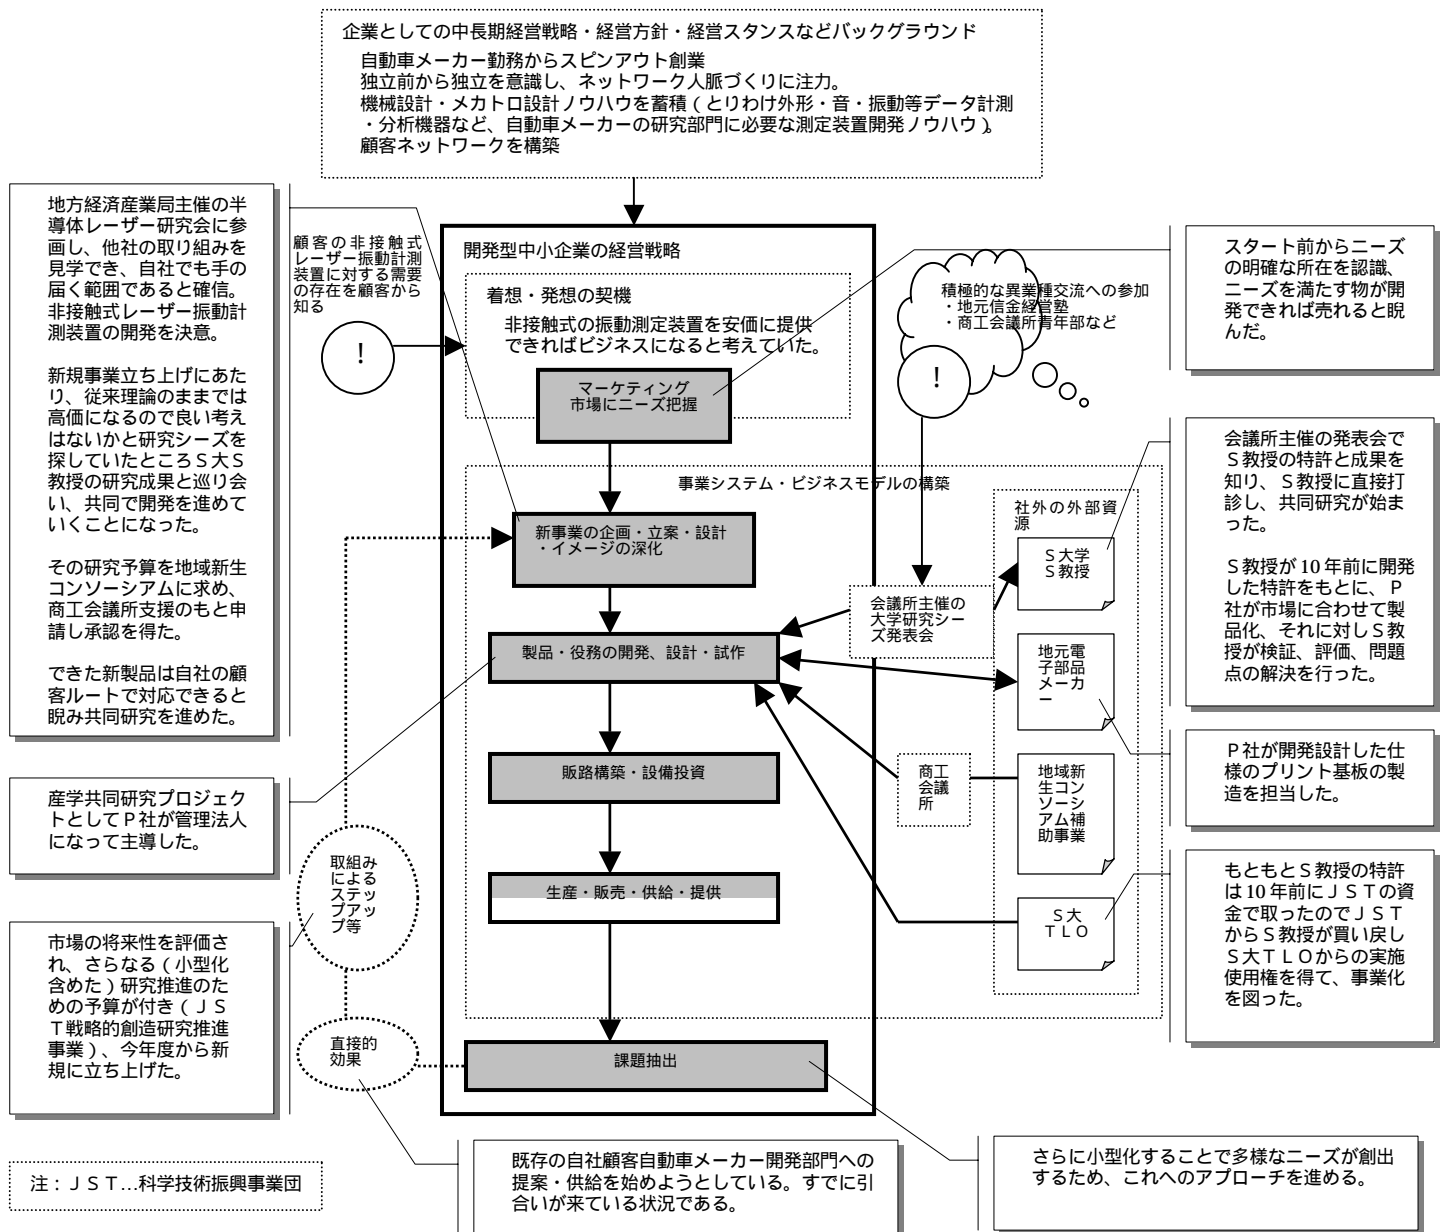 企業としての中長期経営戦略・経営方針・経営スタンスなどバックグラウンド
自動車メーカー勤務からスピンアウト創業
独立前から独立を意識し、ネットワーク人脈づくりに注力。
機械設計・メカトロ設計ノウハウを蓄積（とりわけ外形・音・振動等データ計測
・分析機器など、自動車メーカーの研究部門に必要な測定装置開発ノウハウ）。
顧客ネットワークを構築
地方経済産業局主催の半
導体レーザー研究会に参
画し、他社の取り組みを
見学でき、自社でも手の
届く範囲であると確信。
非接触式レーザー振動計
測装置の開発を決意。
新規事業立ち上げにあた
り、従来理論のままでは
高価になるので良い考え
はないかと研究シーズを
探していたところＳ大Ｓ
教授の研究成果と巡り会
い、共同で開発を進めて
いくことになった。
その研究予算を地域新生
コンソーシアムに求め、
商工会議所支援のもと申
請し承認を得た。
できた新製品は自社の顧
客ルートで対応できると
睨み共同研究を進めた。
顧客の非接触式
レーザー振動計測
装置に対する需要
の存在を顧客から
知る
！
開発型中小企業の経営戦略
着想・発想の契機
非接触式の振動測定装置を安価に提供
できればビジネスになると考えていた。
マーケティング
市場にニーズ把握
積極的な異業種交流への参加
・地元信金経営塾
・商工会議所青年部など
！
スタート前からニーズ
の明確な所在を認識、
ニーズを満たす物が開
発できれば売れると睨
んだ。
事業システム・ビジネスモデルの構築
新事業の企画・立案・設計
・イメージの深化
製品・役務の開発、設計・試作
販路構築・設備投資
生産・販売・供給・提供
課題抽出
会議所主催の
大学研究シー
ズ発表会
商工
会議
所
社外の外部資
源
Ｓ大学
Ｓ教授
地元電
子部品
メーカ
ー
地域新
生コン
ソーシ
アム補
助事業
Ｓ大
ＴＬＯ
会議所主催の発表会で
Ｓ教授の特許と成果を
知り、Ｓ教授に直接打
診し、共同研究が始ま
った。
Ｓ教授が10年前に開発
した特許をもとに、Ｐ
社が市場に合わせて製
品化、それに対しＳ教
授が検証、評価、問題
点の解決を行った。
Ｐ社が開発設計した仕
様のプリント基板の製
造を担当した。
もともとＳ教授の特許
は10年前にＪＳＴの資
金で取ったのでＪＳＴ
からＳ教授が買い戻し
Ｓ大ＴＬＯからの実施
使用権を得て、事業化
を図った。
産学共同研究プロジェク
トとしてＰ社が管理法人
になって主導した。
取組み
による
ステッ
プアッ
プ等
市場の将来性を評価さ
れ、さらなる（小型化
含めた）研究推進のた
めの予算が付き（ＪＳ
Ｔ戦略的創造研究推進
事業）、今年度から新
規に立ち上げた。
直接的
効果
注：ＪＳＴ…科学技術振興事業団
既存の自社顧客自動車メーカー開発部門への
提案・供給を始めようとしている。すでに引
合いが来ている状況である。
さらに小型化することで多様なニーズが創出
するため、これへのアプローチを進める。